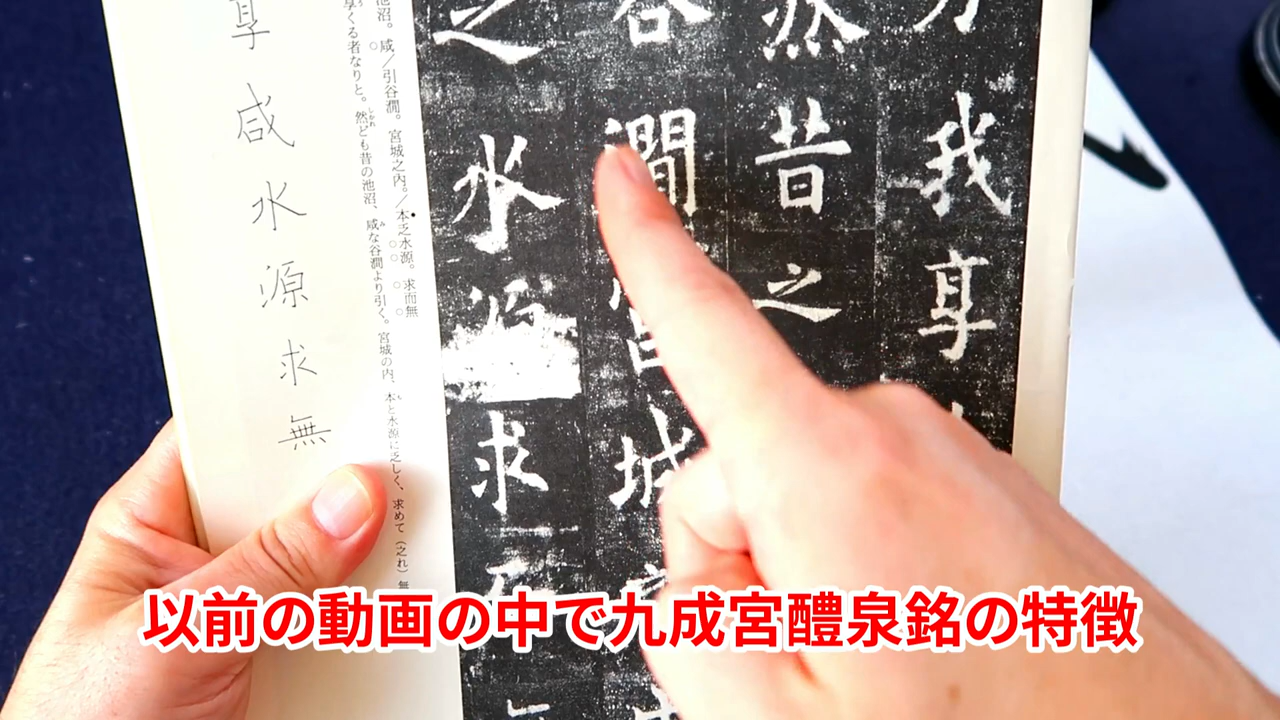 我享
然昔之
谷澗宮城
之水源求
享咸水源求無
池沼。咸／引谷澗。宮城之内。／本乏水源。求而無
享くる者なりと。然ども昔の池沼、咸な谷澗より引く。宮城の内、本と水源に乏しく、求めて（之れ）無
以前の動画の中で九成宮醴泉銘の特徴